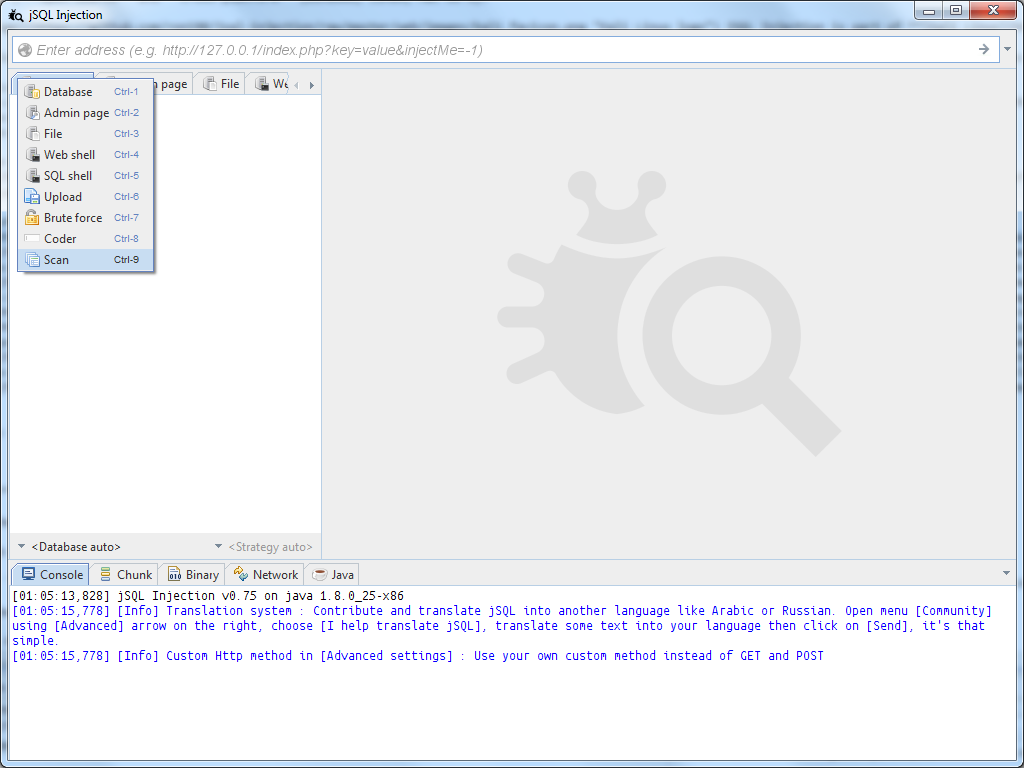 jSQL Injection
Enter address (e.g. http://127.0.0.1/index.php?key=value&injectMe=-1)
page
File
Database Ctrl-1
Admin page Ctrl-2
File Ctrl-3
Web shell Ctrl-4
SQL shell Ctrl-5
Upload Ctrl-6
Brute force Ctrl-7
Coder Ctrl-8
Scan Ctrl-9
<Database auto>
<Strategy auto>
Console
Chunk
Binary
Network
Java
[01:05:13,828] jSQL Injection v0.75 on java 1.8.0_25-x86
[01:05:15,778] [Info] Translation system : Contribute and translate jSQL into another language like Arabic or Russian. Open menu [Community]
using [Advanced] arrow on the right, choose [I help translate jSQL], translate some text into your language then click on [Send], it's that
simple.
[01:05:15,778] [Info] Custom Http method in [Advanced settings] : Use your own custom method instead of GET and POST